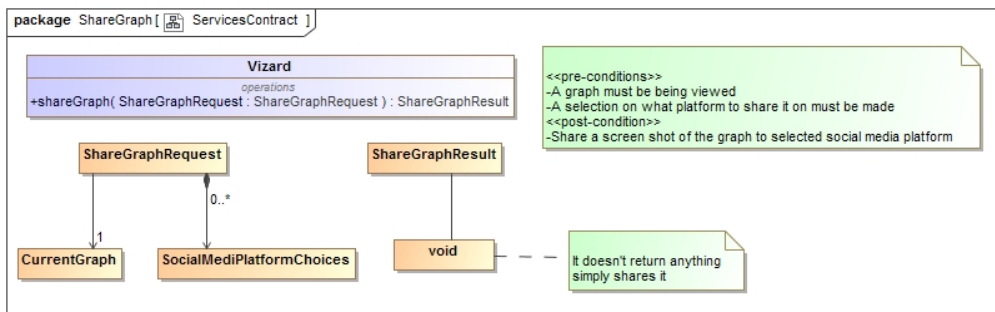 package ShareGraph [ ServicesContract ]
Vizard
operations
+shareGraph( ShareGraphRequest : ShareGraphRequest ) : ShareGraphResult
<<pre-conditions>>
-A graph must be being viewed
-A selection on what platform to share it on must be made
<<post-condition>>
-Share a screen shot of the graph to selected social media platform
ShareGraphRequest
ShareGraphResult
0..*
1
CurrentGraph
SocialMediPlatformChoices
void
It doesn't return anything
simply shares it